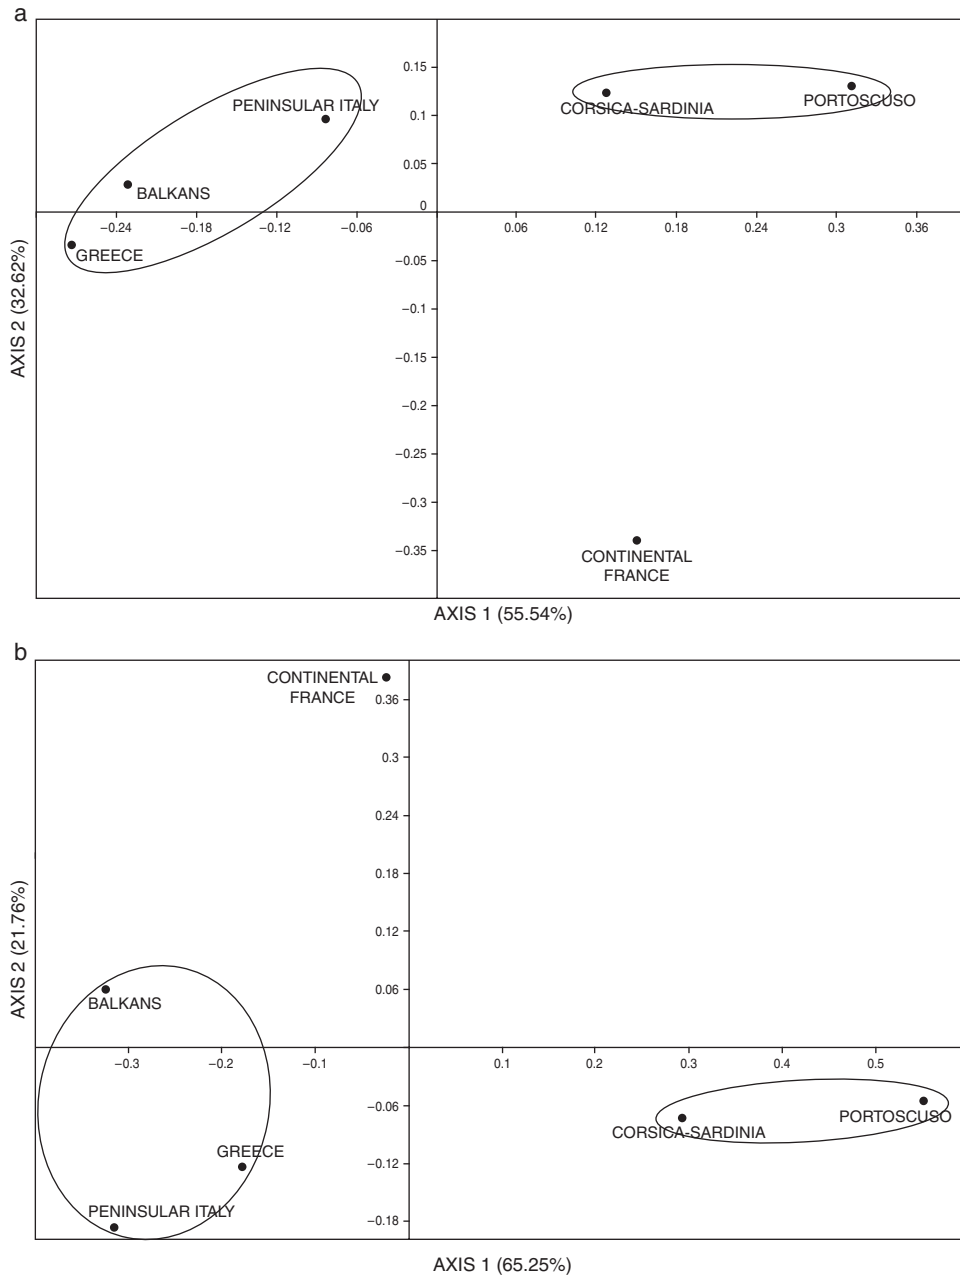 a
0.15
PENINSULAR ITALY
CORSICA-SARDINIA
PORTOSCUSO
0.1
0.05
BALKANS
0
−0.24
−0.18
−0.12
−0.06
0.06
0.12
0.18
0.24
0.3
0.36
GREECE
−0.05
AXIS 2 (32.62%)
−0.1
−0.15
−0.2
−0.25
−0.3
−0.35
CONTINENTAL
FRANCE
AXIS 1 (55.54%)
b
CONTINENTAL
FRANCE
0.36
0.3
0.24
0.18
0.12
AXIS 2 (21.76%)
0.06
BALKANS
−0.3
−0.2
−0.1
0.1
0.2
0.3
0.4
0.5
−0.06
CORSICA-SARDINIA
PORTOSCUSO
GREECE
−0.12
PENINSULAR ITALY
−0.18
AXIS 1 (65.25%)